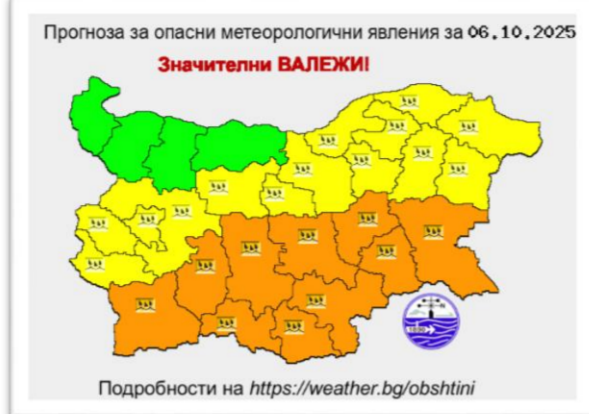 Прогноза за опасни метеорологични явления за 06.10.2025
Значителни ВАЛЕЖИ!
Подробности на https://weather.bg/obshtini